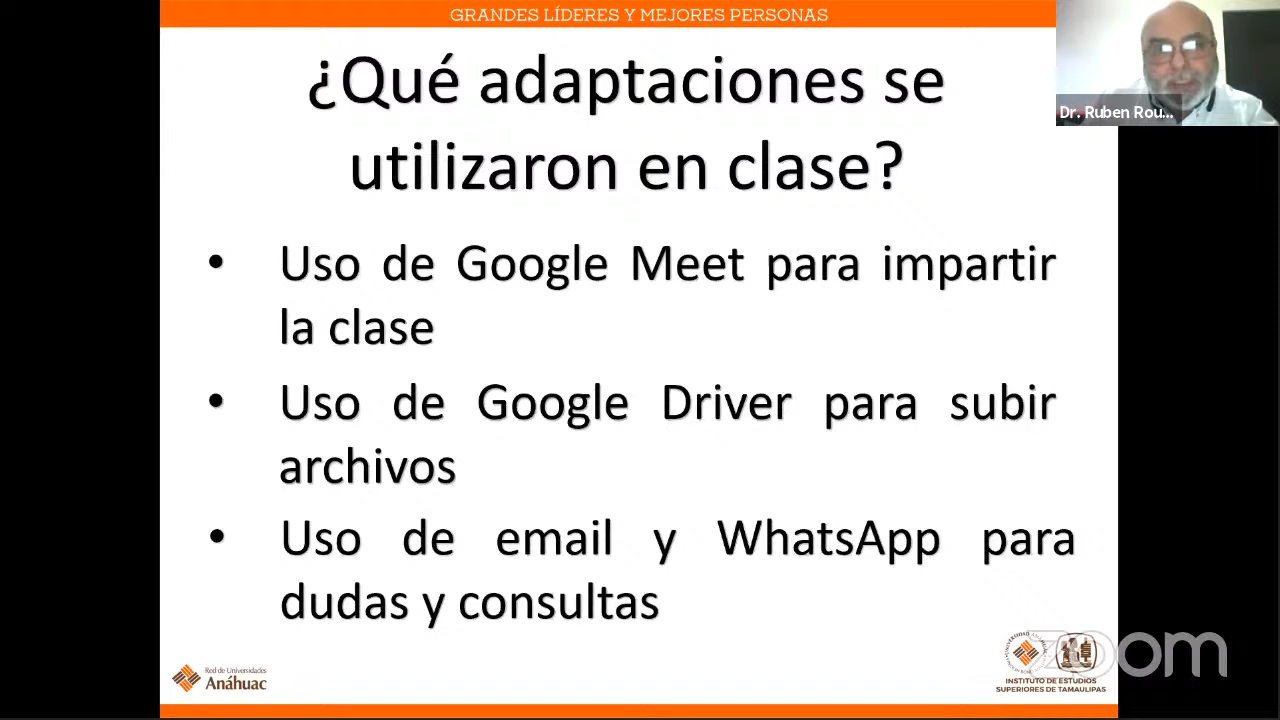 GRANDES LÍDERES Y MEJORES PERSONAS
¿Qué adaptaciones se
utilizaron en clase?
• Uso de Google Meet para impartir
la clase
• Uso de Google Driver para subir
archivos
• Uso de email y WhatsApp para
dudas y consultas
Dr. Ruben Rou...
Red de Universidades
Anáhuac
INSTITUTO DE ESTUDIOS
SUPERIORES DE TAMAULIPAS
zoom